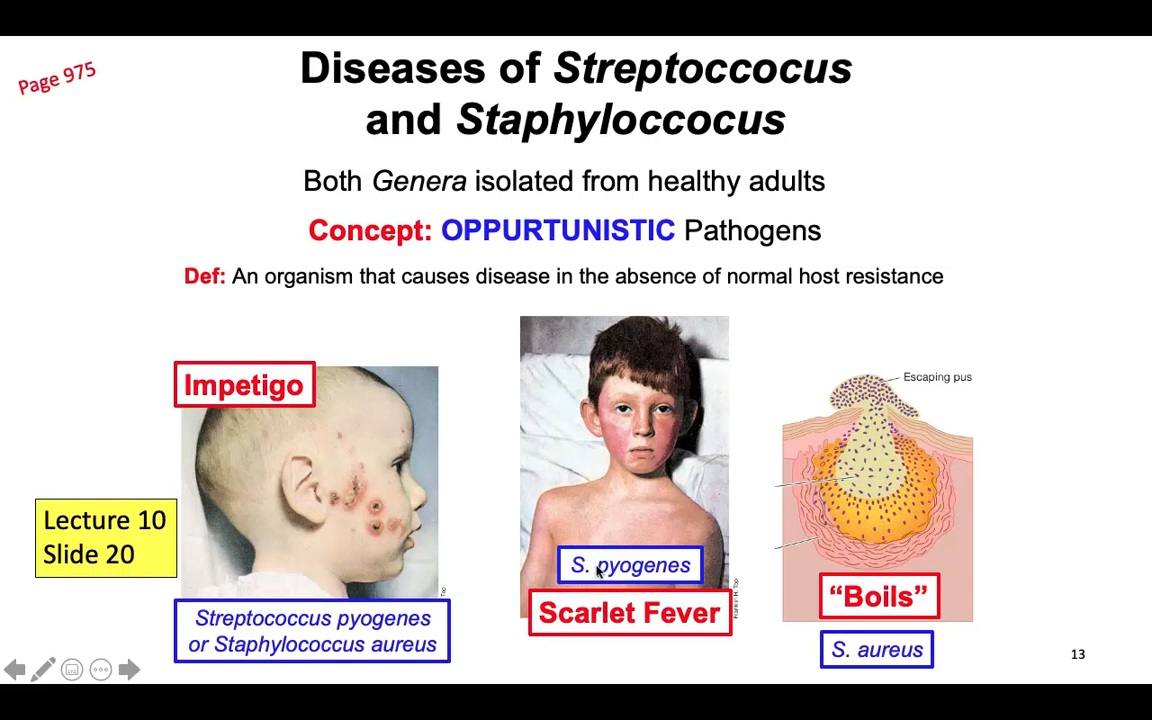 Page 975
Diseases of Streptoccocus
and Staphyloccocus
Both Genera isolated from healthy adults
Concept: OPPURTUNISTIC Pathogens
Def: An organism that causes disease in the absence of normal host resistance
Impetigo
Escaping pus
Lecture 10
Slide 20
S. pyogenes
Scarlet Fever
“Boils”
Streptococcus pyogenes
or Staphylococcus aureus
S. aureus
13